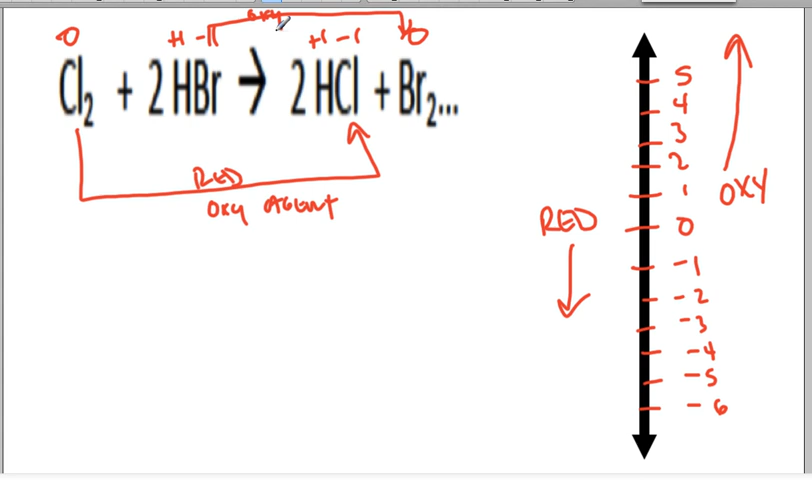 OXY
0 +1 -1 +1 -1 0
Cl₂ + 2 HBr → 2 HCl + Br₂...
RED
OXY AGENT
5
4
3
2
1
OXY
RED
0
-1
-2
-3
-4
-5
-6